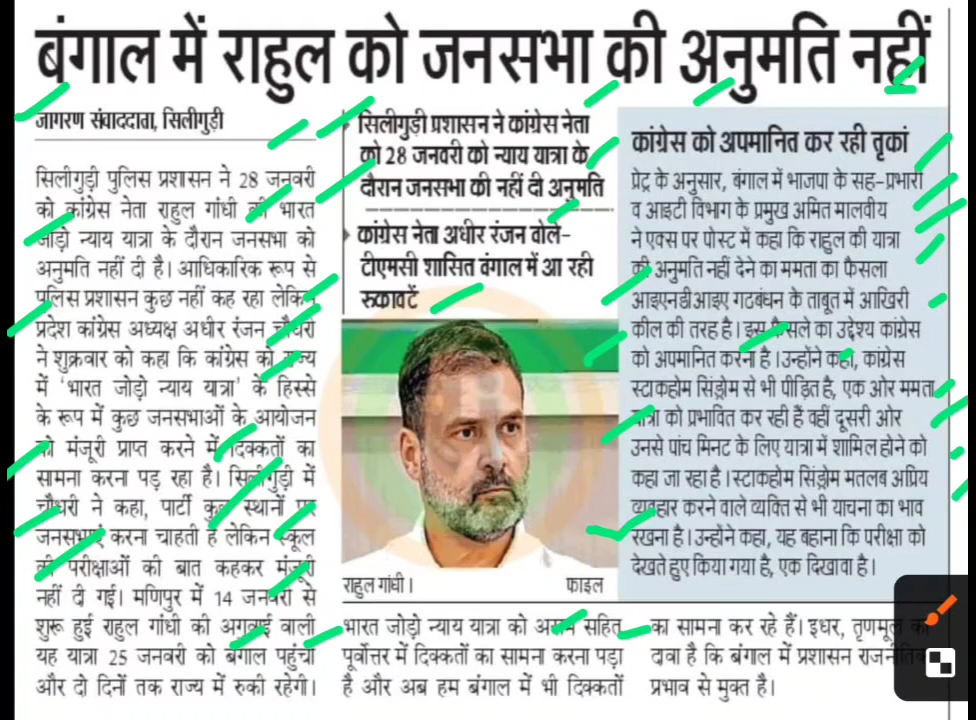 बंगाल में राहुल को जनसभा की अनुमति नहीं
जागरण संवाददाता, सिलीगुड़ी
सिलीगुड़ी पुलिस प्रशासन ने 28 जनवरी
को कांग्रेस नेता राहुल गांधी की भारत
जोड़ो न्याय यात्रा के दौरान जनसभा को
अनुमति नहीं दी है। आधिकारिक रूप से
पुलिस प्रशासन कुछ नहीं कह रहा लेकिन
प्रदेश कांग्रेस अध्यक्ष अधीर रंजन चौधरी
ने शुक्रवार को कहा कि कांग्रेस को राज्य
में 'भारत जोड़ो न्याय यात्रा' के हिस्से
के रूप में कुछ जनसभाओं के आयोजन
को मंजूरी प्राप्त करने में दिक्कतों का
सामना करना पड़ रहा है। सिलीगुड़ी में
चौधरी ने कहा, पार्टी कुछ स्थानों पर
जनसभाएं करना चाहती है लेकिन स्कूल
की परीक्षाओं की बात कहकर मंजूरी
नहीं दी गई। मणिपुर में 14 जनवरी से
शुरू हुई राहुल गांधी की अगुवाई वाली
यह यात्रा 25 जनवरी को बंगाल पहुंची
और दो दिनों तक राज्य में रुकी रहेगी।
सिलीगुड़ी प्रशासन ने कांग्रेस नेता
को 28 जनवरी को न्याय यात्रा के
दौरान जनसभा की नहीं दी अनुमति
कांग्रेस नेता अधीर रंजन बोले-
टीएमसी शासित बंगाल में आ रही
रुकावटें
राहुल गांधी। फाइल
भारत जोड़ो न्याय यात्रा को असम सहित
पूर्वोत्तर में दिक्कतों का सामना करना पड़ा
है और अब हम बंगाल में भी दिक्कतों
का सामना कर रहे हैं। इधर, तृणमूल का
दावा है कि बंगाल में प्रशासन राजनीतिक
प्रभाव से मुक्त है।
कांग्रेस को अपमानित कर रही तृकां
प्रेट्र के अनुसार, बंगाल में भाजपा के सह-प्रभारी
व आइटी विभाग के प्रमुख अमित मालवीय
ने एक्स पर पोस्ट में कहा कि राहुल की यात्रा
की अनुमति नहीं देने का ममता का फैसला
आइएनडीआइए गठबंधन के ताबूत में आखिरी
कील की तरह है। इस फैसले का उद्देश्य कांग्रेस
को अपमानित करना है। उन्होंने कहा, कांग्रेस
स्टाकहोम सिंड्रोम से भी पीड़ित है, एक ओर ममता
यात्रा को प्रभावित कर रही हैं वहीं दूसरी ओर
उनसे पांच मिनट के लिए यात्रा में शामिल होने को
कहा जा रहा है। स्टाकहोम सिंड्रोम मतलब अप्रिय
व्यवहार करने वाले व्यक्ति से भी याचना का भाव
रखना है। उन्होंने कहा, यह बहाना कि परीक्षा को
देखते हुए किया गया है, एक दिखावा है।